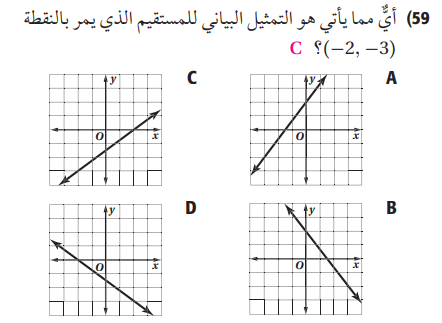 59) أيٌّ مما يأتي هو التمثيل البياني للمستقيم الذي يمر بالنقطة
(−2, −3)؟ C
A
y
O
x
C
y
O
x
B
y
O
x
D
y
O
x